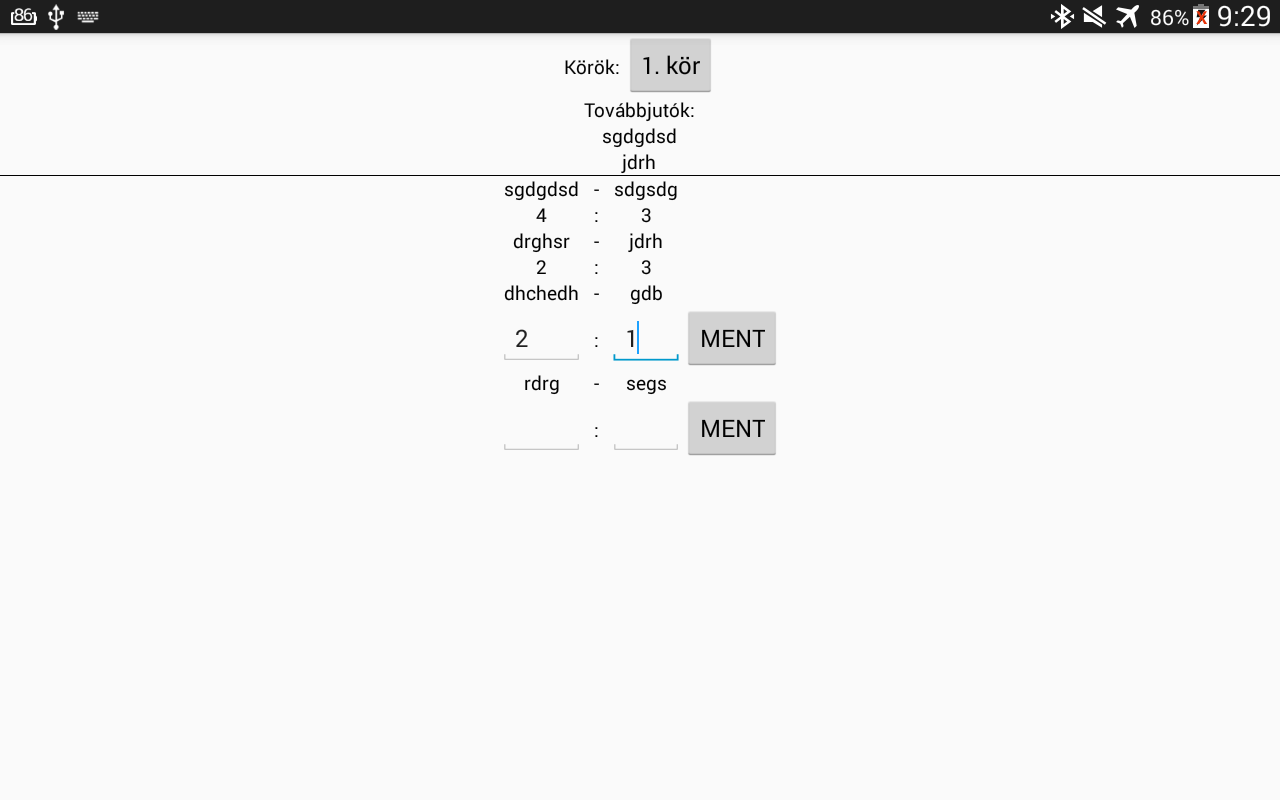 86 86% 9:29
Körök: 1. kör
Továbbjutók:
sgdgdsd
jdrh
sgdgdsd - sdgsdg
4 : 3
drghsr - jdrh
2 : 3
dhchedh - gdb
2 : 1 MENT
rdrg - segs
: MENT